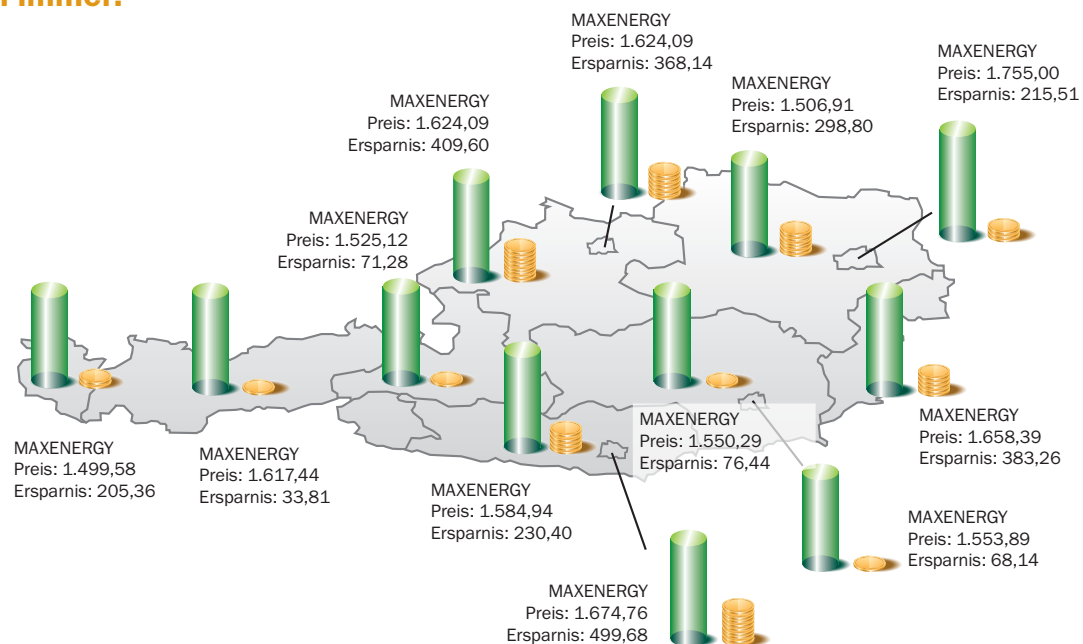 MAXENERGY
Preis: 1.624,09
Ersparnis: 368,14
MAXENERGY
Preis: 1.755,00
Ersparnis: 215,51
MAXENERGY
Preis: 1.506,91
Ersparnis: 298,80
MAXENERGY
Preis: 1.624,09
Ersparnis: 409,60
MAXENERGY
Preis: 1.525,12
Ersparnis: 71,28
MAXENERGY
Preis: 1.550,29
Ersparnis: 76,44
MAXENERGY
Preis: 1.658,39
Ersparnis: 383,26
MAXENERGY
Preis: 1.499,58
Ersparnis: 205,36
MAXENERGY
Preis: 1.617,44
Ersparnis: 33,81
MAXENERGY
Preis: 1.584,94
Ersparnis: 230,40
MAXENERGY
Preis: 1.553,89
Ersparnis: 68,14
MAXENERGY
Preis: 1.674,76
Ersparnis: 499,68